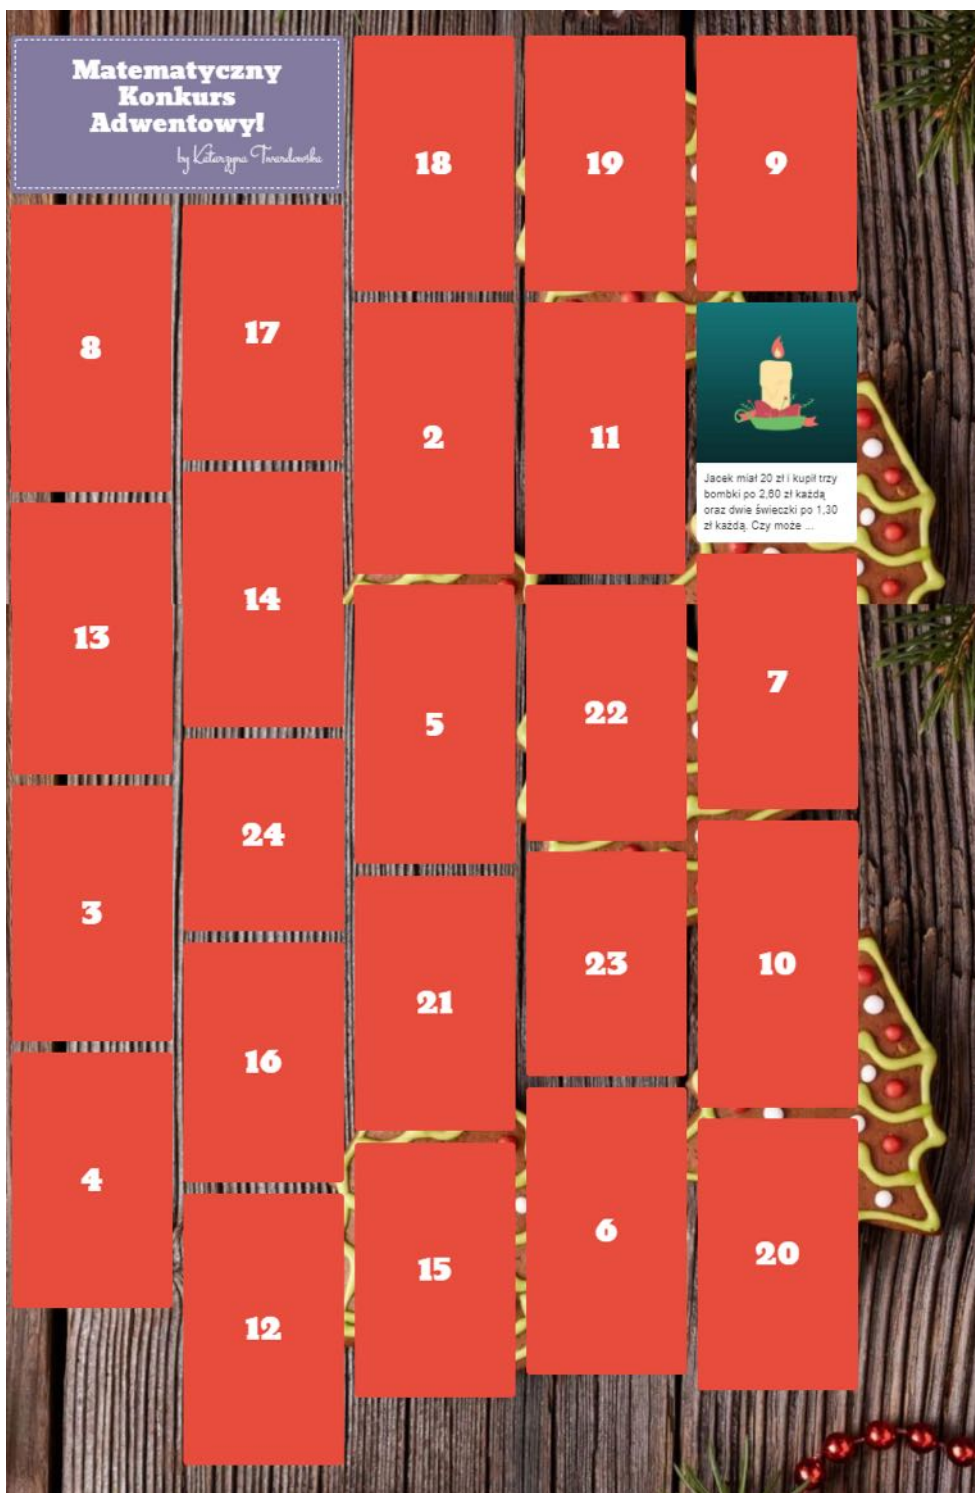 Matematyczny
Konkurs
Adwentowy!
by Katarzyna Twardowska
18
19
9
8
17
2
11
Jacek miał 20 zł i kupił trzy
bombki po 2,60 zł każdą
oraz dwie świeczki po 1,30
zł każdą. Czy może ...
13
14
5
22
7
3
24
21
23
10
4
16
15
6
20
12